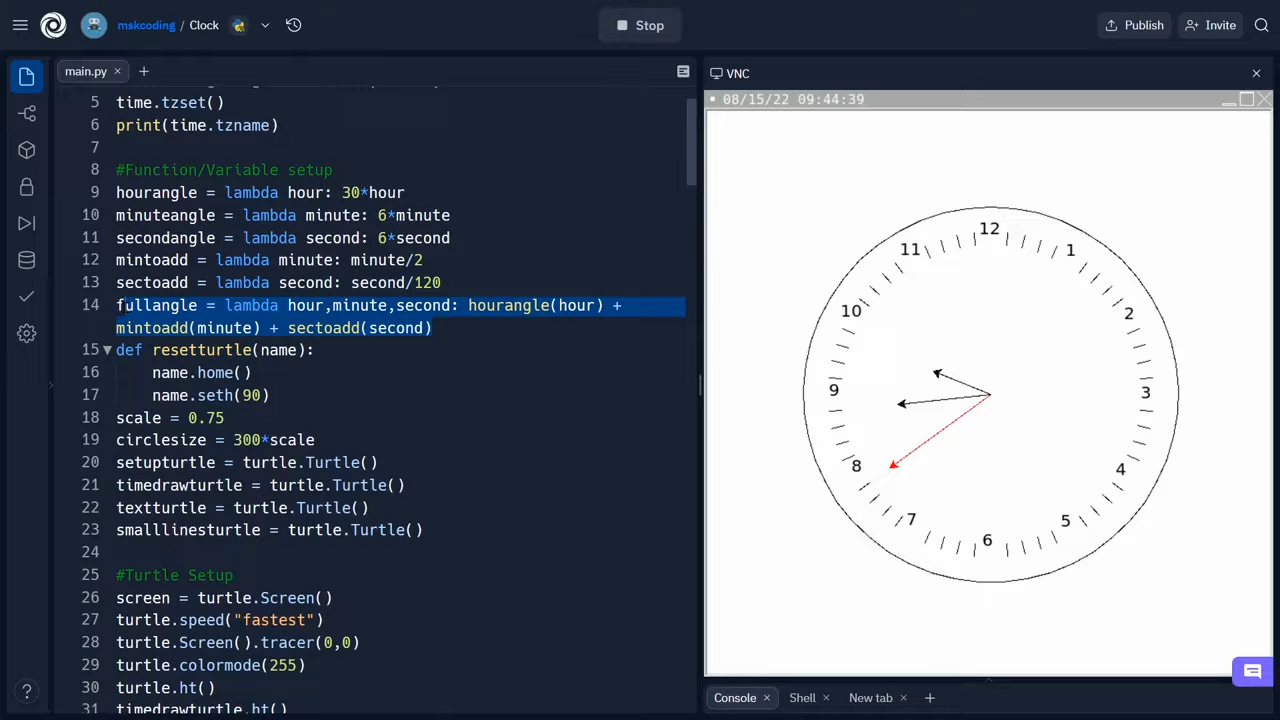 mskcoding / Clock
Stop
Publish
Invite
main.py
5 time.tzset()
6 print(time.tzname)
7
8 #Function/Variable setup
9 hourangle = lambda hour: 30*hour
10 minuteangle = lambda minute: 6*minute
11 secondangle = lambda second: 6*second
12 mintoadd = lambda minute: minute/2
13 sectoadd = lambda second: second/120
14 fullangle = lambda hour,minute,second: hourangle(hour) +
mintoadd(minute) + sectoadd(second)
15 def resetturtle(name):
16 name.home()
17 name.seth(90)
18 scale = 0.75
19 circlesize = 300*scale
20 setupturtle = turtle.Turtle()
21 timedrawturtle = turtle.Turtle()
22 textturtle = turtle.Turtle()
23 smalllinesturtle = turtle.Turtle()
24
25 #Turtle Setup
26 screen = turtle.Screen()
27 turtle.speed("fastest")
28 turtle.Screen().tracer(0,0)
29 turtle.colormode(255)
30 turtle.ht()
31 timedrawturtle.ht()
VNC
08/15/22 09:44:39
12
11
1
10
2
9
3
8
4
7
5
6
Console
Shell
New tab